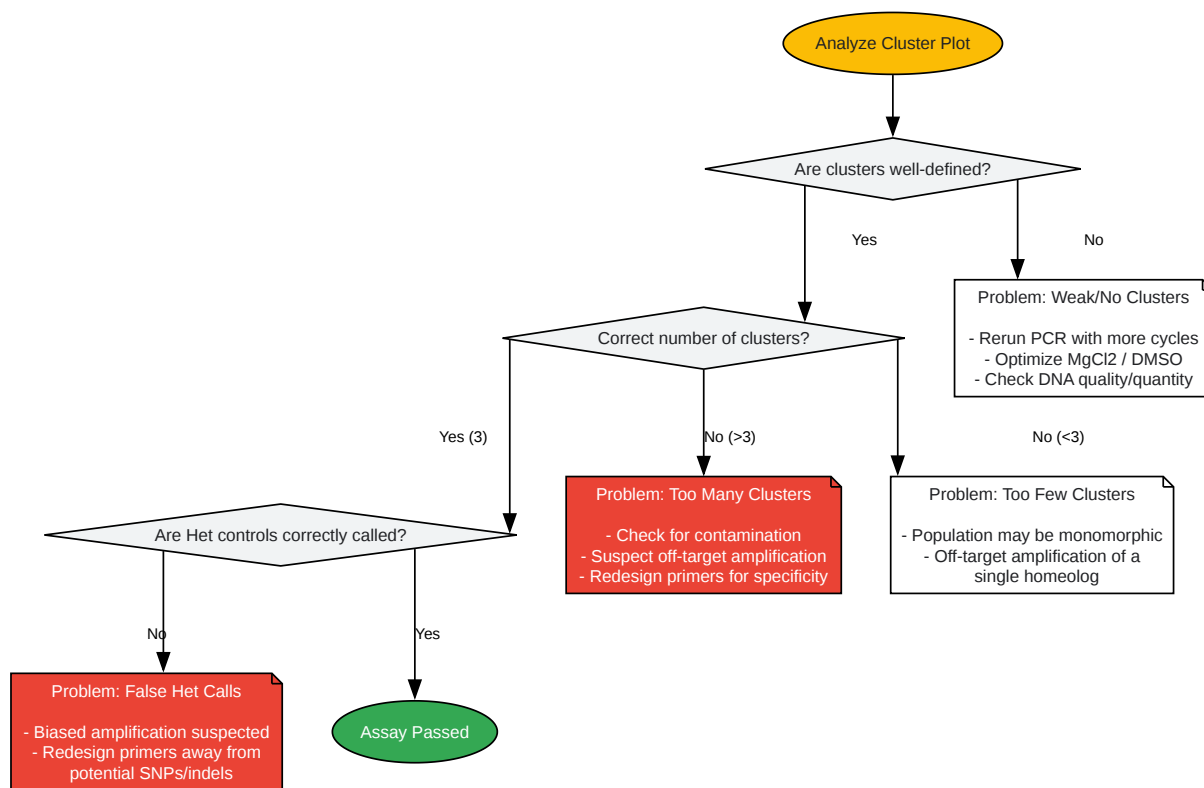 Analyze Cluster Plot
Are clusters well-defined?
Yes
No
Problem: Weak/No Clusters
- Rerun PCR with more cycles
- Optimize MgCl2 / DMSO
- Check DNA quality/quantity
Correct number of clusters?
Yes (3)
No (>3)
No (<3)
Problem: Too Many Clusters
- Check for contamination
- Suspect off-target amplification
- Redesign primers for specificity
Problem: Too Few Clusters
- Population may be monomorphic
- Off-target amplification of a
single homeolog
Are Het controls correctly called?
No
Yes
Problem: False Het Calls
- Biased amplification suspected
- Redesign primers away from
potential SNPs/indels
Assay Passed